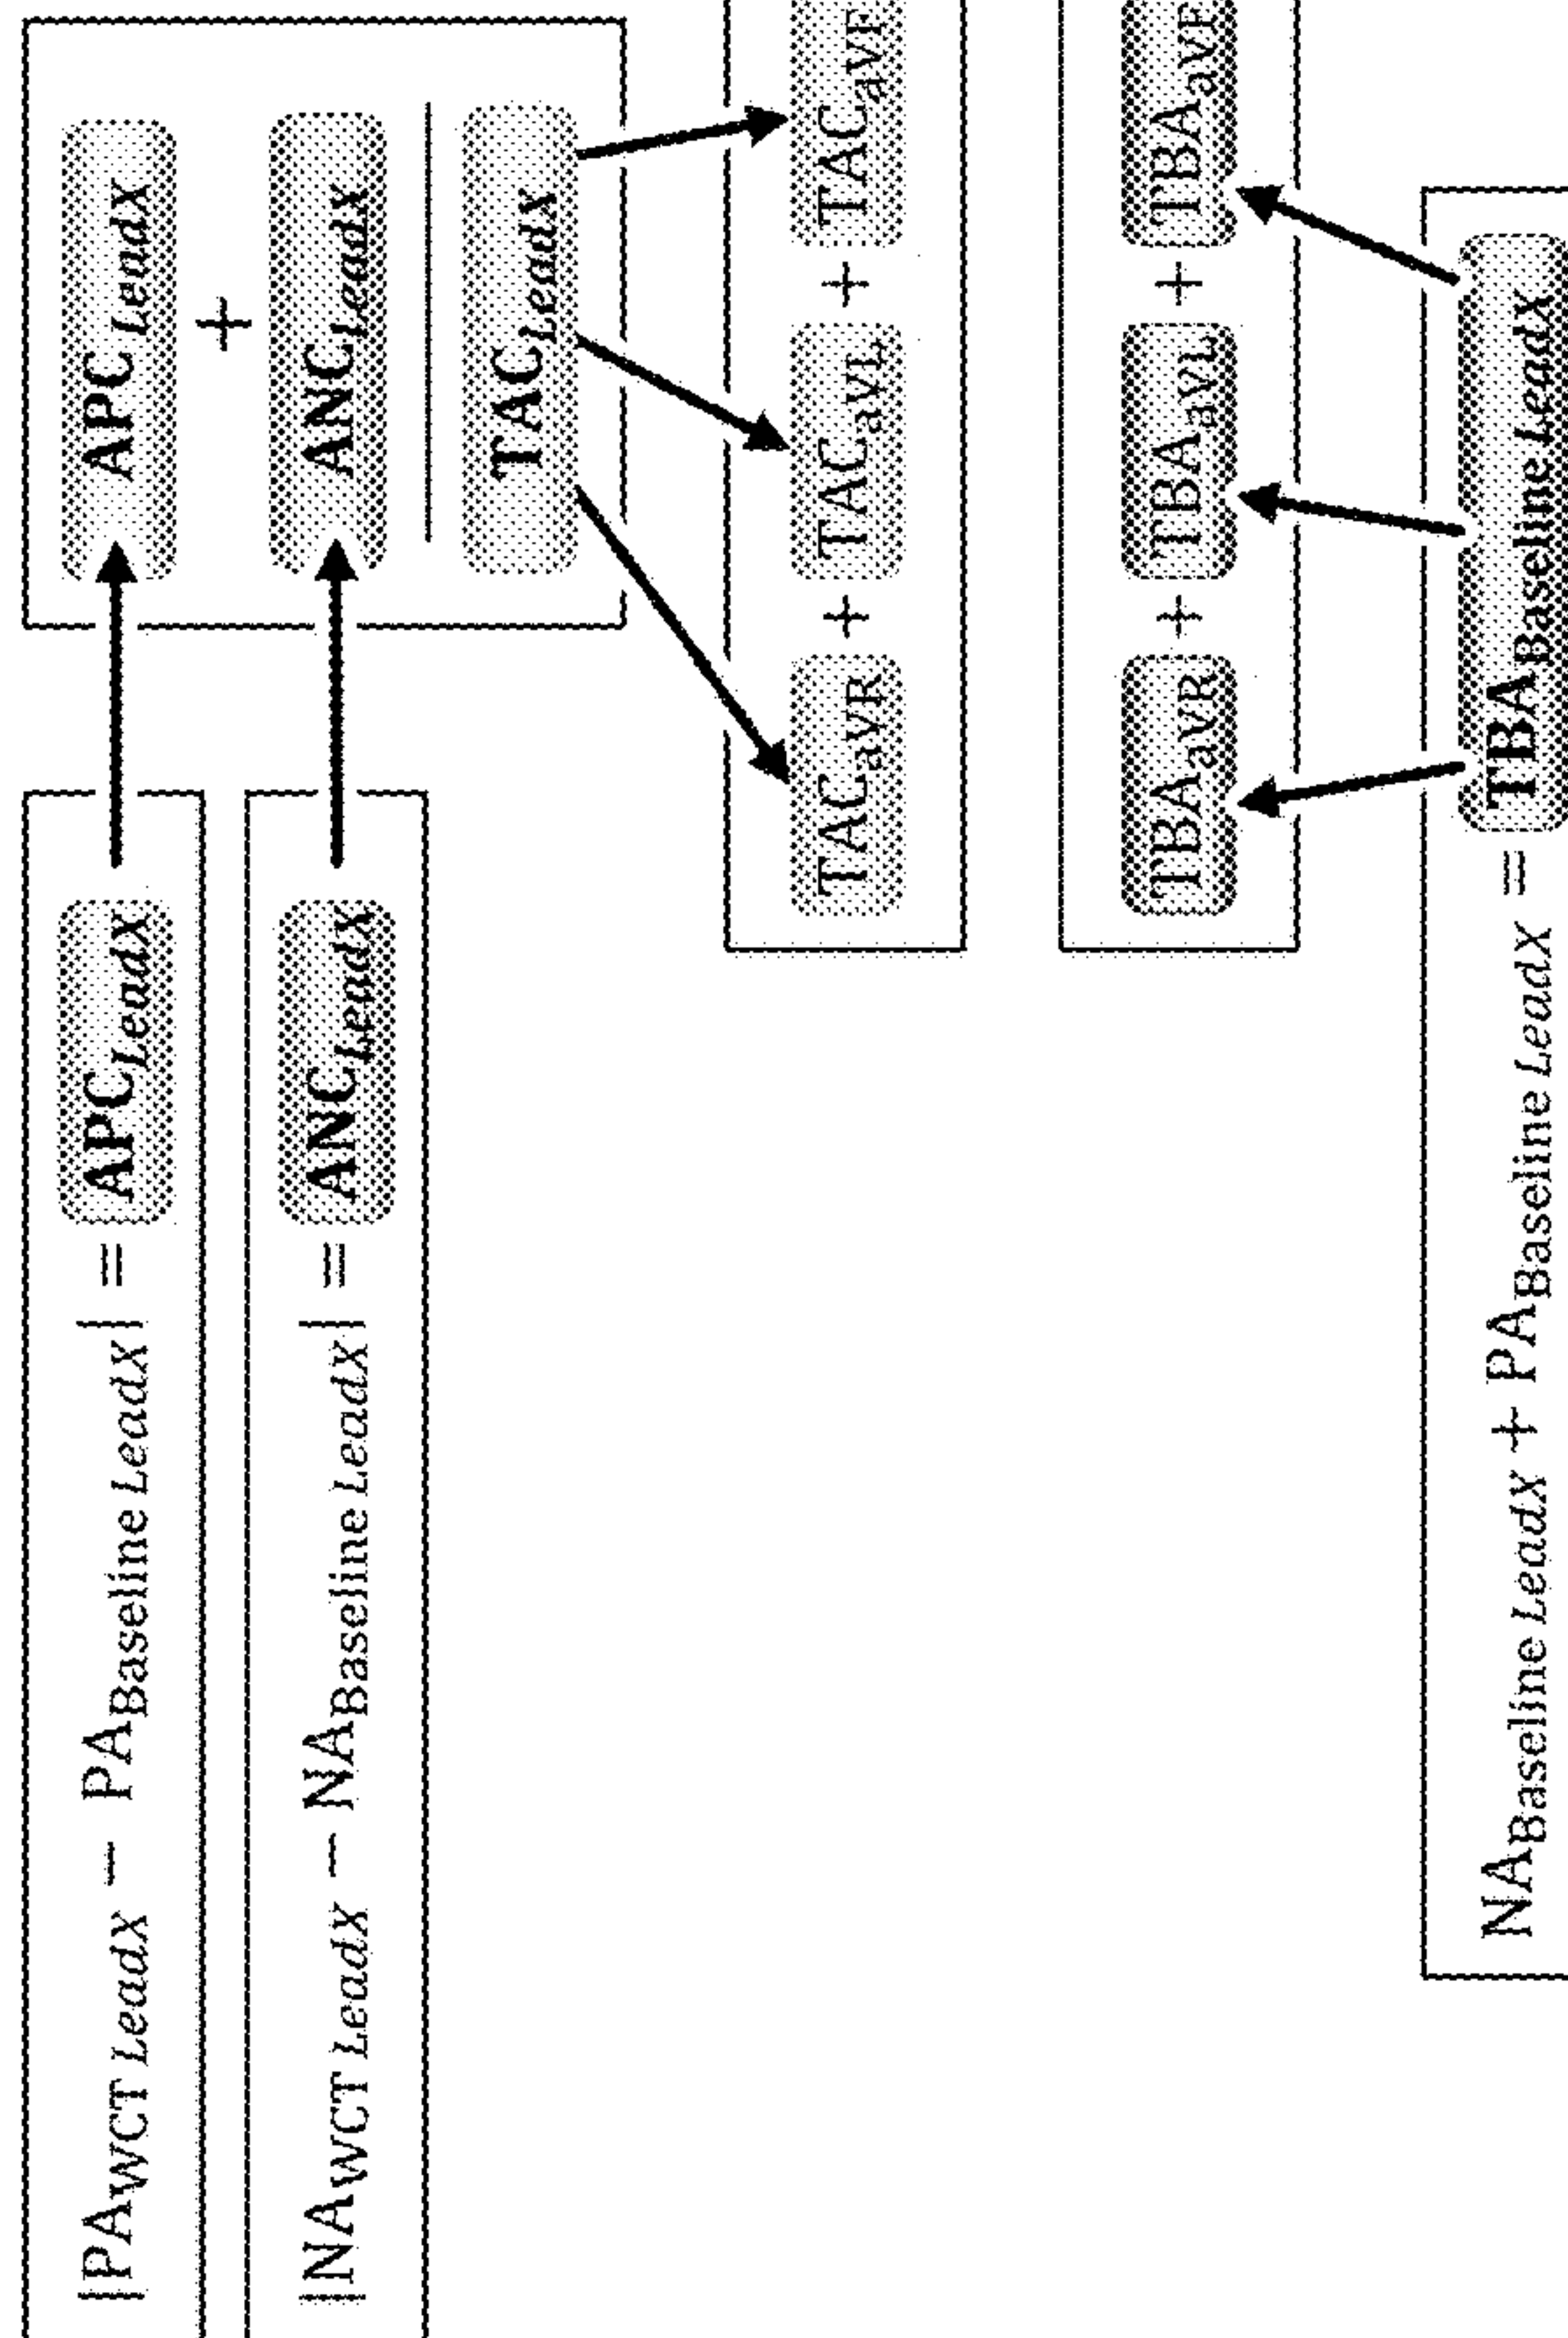 |PA_WCT LeadX − PA_Baseline LeadX| = APC_LeadX
|NA_WCT LeadX − NA_Baseline LeadX| = ANC_LeadX
APC_LeadX
+
ANC_LeadX
TAC_LeadX
TAC_aVR + TAC_aVL + TAC_aVF
TBA_aVR + TBA_aVL + TBA_aVF
NA_Baseline LeadX + PA_Baseline LeadX = TBA_Baseline LeadX